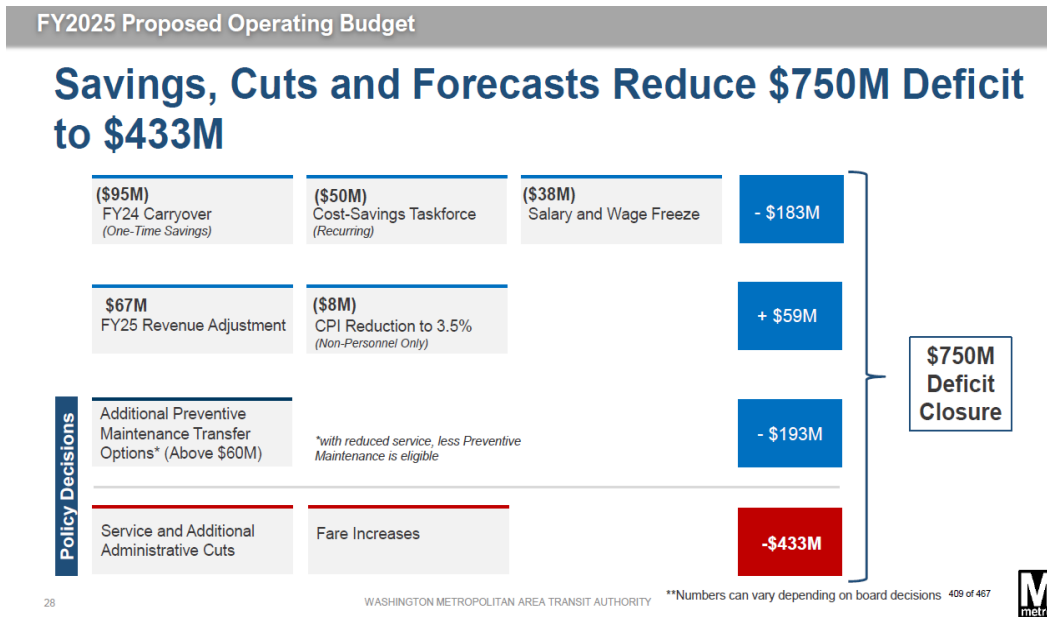 FY2025 Proposed Operating Budget
Savings, Cuts and Forecasts Reduce $750M Deficit
to $433M
($95M)
FY24 Carryover
(One-Time Savings)
($50M)
Cost-Savings Taskforce
(Recurring)
($38M)
Salary and Wage Freeze
- $183M
$67M
FY25 Revenue Adjustment
($8M)
CPI Reduction to 3.5%
(Non-Personnel Only)
+ $59M
$750M
Deficit
Closure
Policy Decisions
Additional Preventive
Maintenance Transfer
Options* (Above $60M)
*with reduced service, less Preventive
Maintenance is eligible
- $193M
Service and Additional
Administrative Cuts
Fare Increases
-$433M
28
WASHINGTON METROPOLITAN AREA TRANSIT AUTHORITY
**Numbers can vary depending on board decisions
409 of 467
M
metro